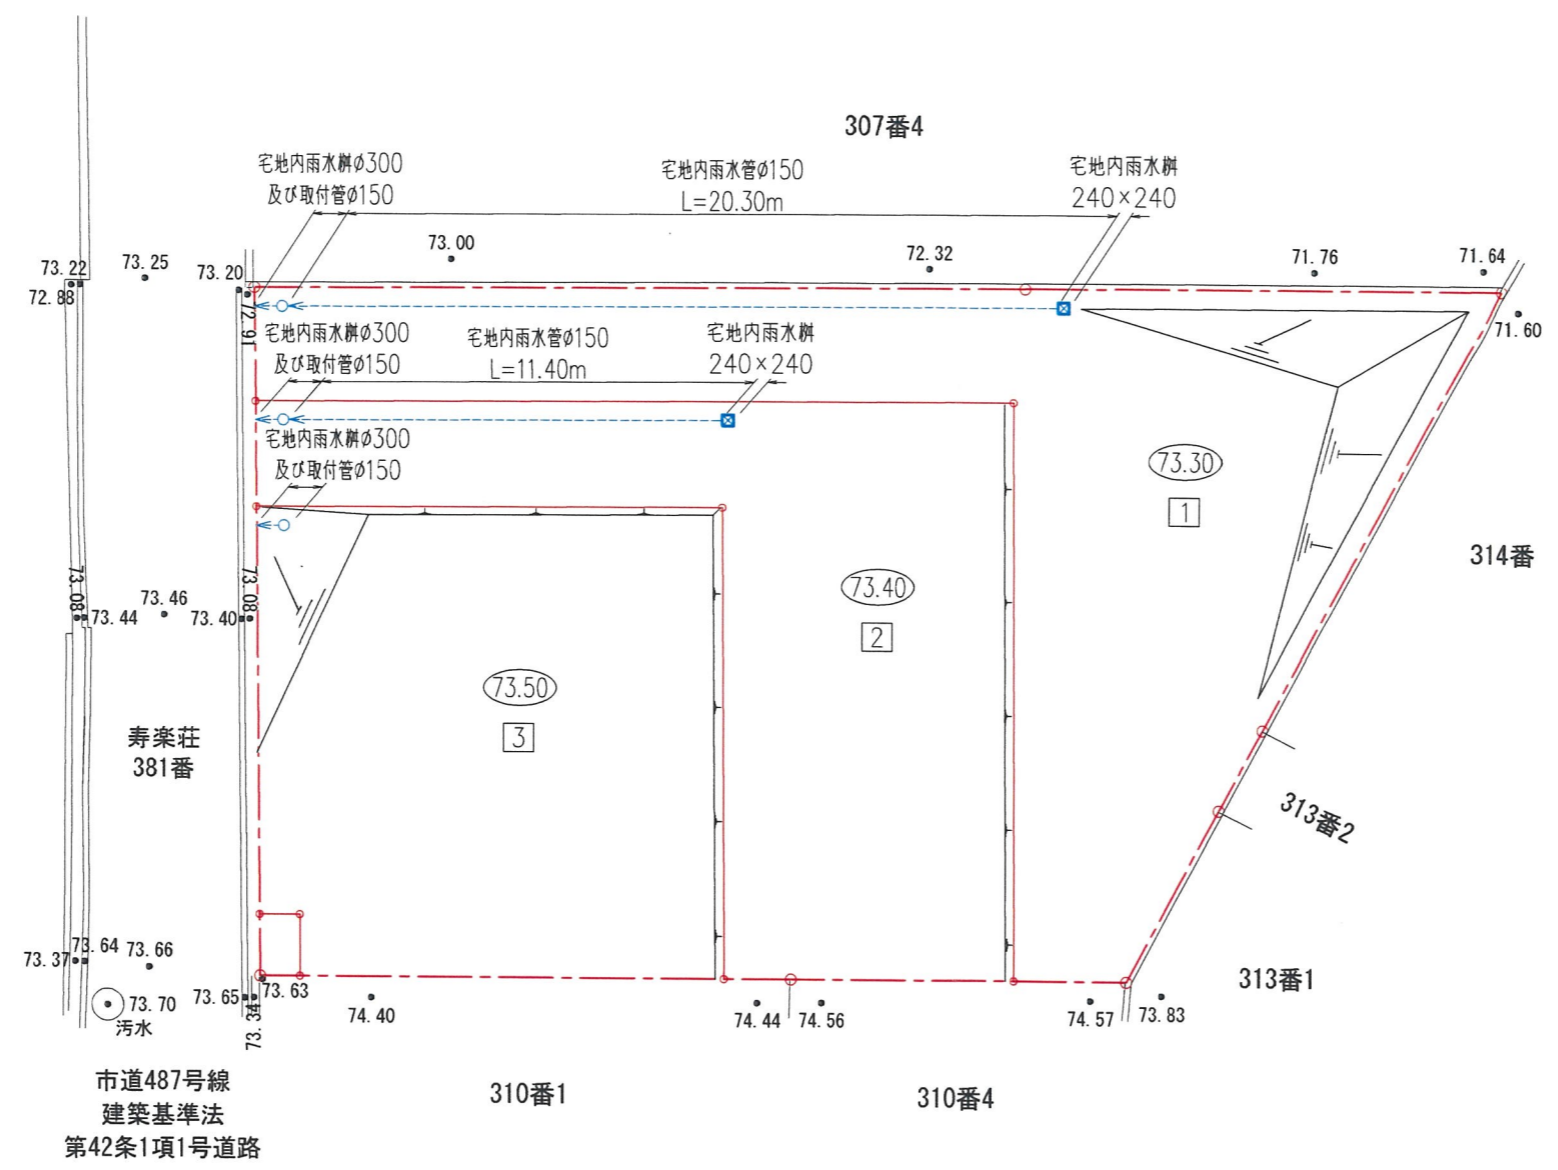 307番4
宅地内雨水桝φ300
及び取付管φ150
宅地内雨水管φ150
L=20.30m
宅地内雨水桝
240×240
73.22
72.88
73.25
73.20
73.00
72.32
71.76
71.64
71.60
72.91
宅地内雨水桝φ300
及び取付管φ150
宅地内雨水管φ150
L=11.40m
宅地内雨水桝
240×240
宅地内雨水桝φ300
及び取付管φ150
73.30
1
314番
73.08
73.44
73.46
73.40
73.08
73.40
2
73.50
3
寿楽荘
381番
313番2
73.37
73.64
73.66
73.70
汚水
73.65
73.34
73.63
74.40
74.44
74.56
74.57
73.83
313番1
市道487号線
建築基準法
第42条1項1号道路
310番1
310番4